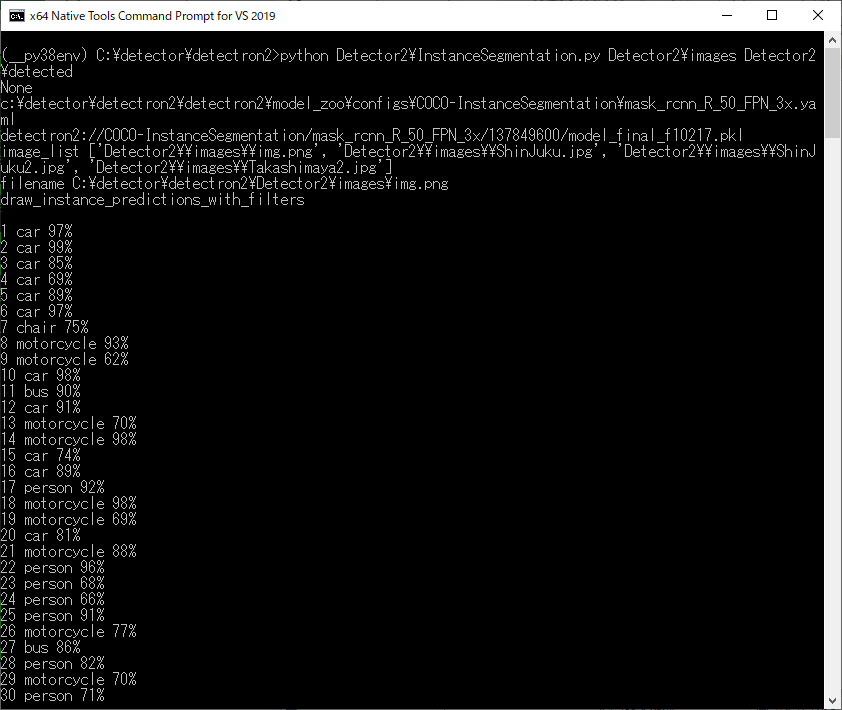 x64 Native Tools Command Prompt for VS 2019
(__py38env) C:¥detector¥detectron2>python Detector2¥InstanceSegmentation.py Detector2¥images Detector2
¥detected
None
c:¥detector¥detectron2¥detectron2¥model_zoo¥configs¥COCO-InstanceSegmentation¥mask_rcnn_R_50_FPN_3x.ya
ml
detectron2://COCO-InstanceSegmentation/mask_rcnn_R_50_FPN_3x/137849600/model_final_f10217.pkl
image_list ['Detector2¥¥images¥¥img.png', 'Detector2¥¥images¥¥ShinJuku.jpg', 'Detector2¥¥images¥¥ShinJ
uku2.jpg', 'Detector2¥¥images¥¥Takashimaya2.jpg']
filename C:¥detector¥detectron2¥Detector2¥images¥img.png
draw_instance_predictions_with_filters
1 car 97%
2 car 99%
3 car 85%
4 car 69%
5 car 89%
6 car 97%
7 chair 75%
8 motorcycle 93%
9 motorcycle 62%
10 car 98%
11 bus 90%
12 car 91%
13 motorcycle 70%
14 motorcycle 98%
15 car 74%
16 car 89%
17 person 92%
18 motorcycle 98%
19 motorcycle 69%
20 car 81%
21 motorcycle 88%
22 person 96%
23 person 68%
24 person 66%
25 person 91%
26 motorcycle 77%
27 bus 86%
28 person 82%
29 motorcycle 70%
30 person 71%